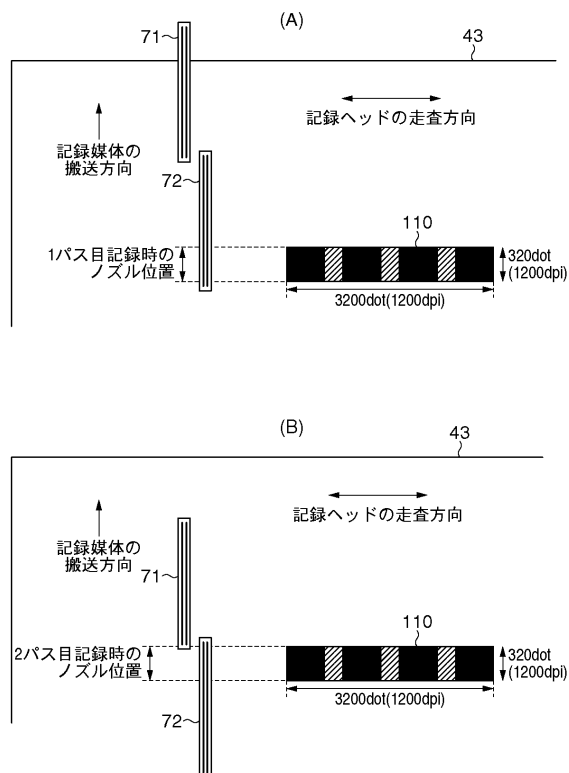 (A)
71
43
記録ヘッドの走査方向
記録媒体の
搬送方向
72
110
1パス目記録時の
ノズル位置
320dot
(1200dpi)
3200dot(1200dpi)
(B)
43
記録ヘッドの走査方向
記録媒体の
搬送方向
71
110
2パス目記録時の
ノズル位置
320dot
(1200dpi)
72
3200dot(1200dpi)